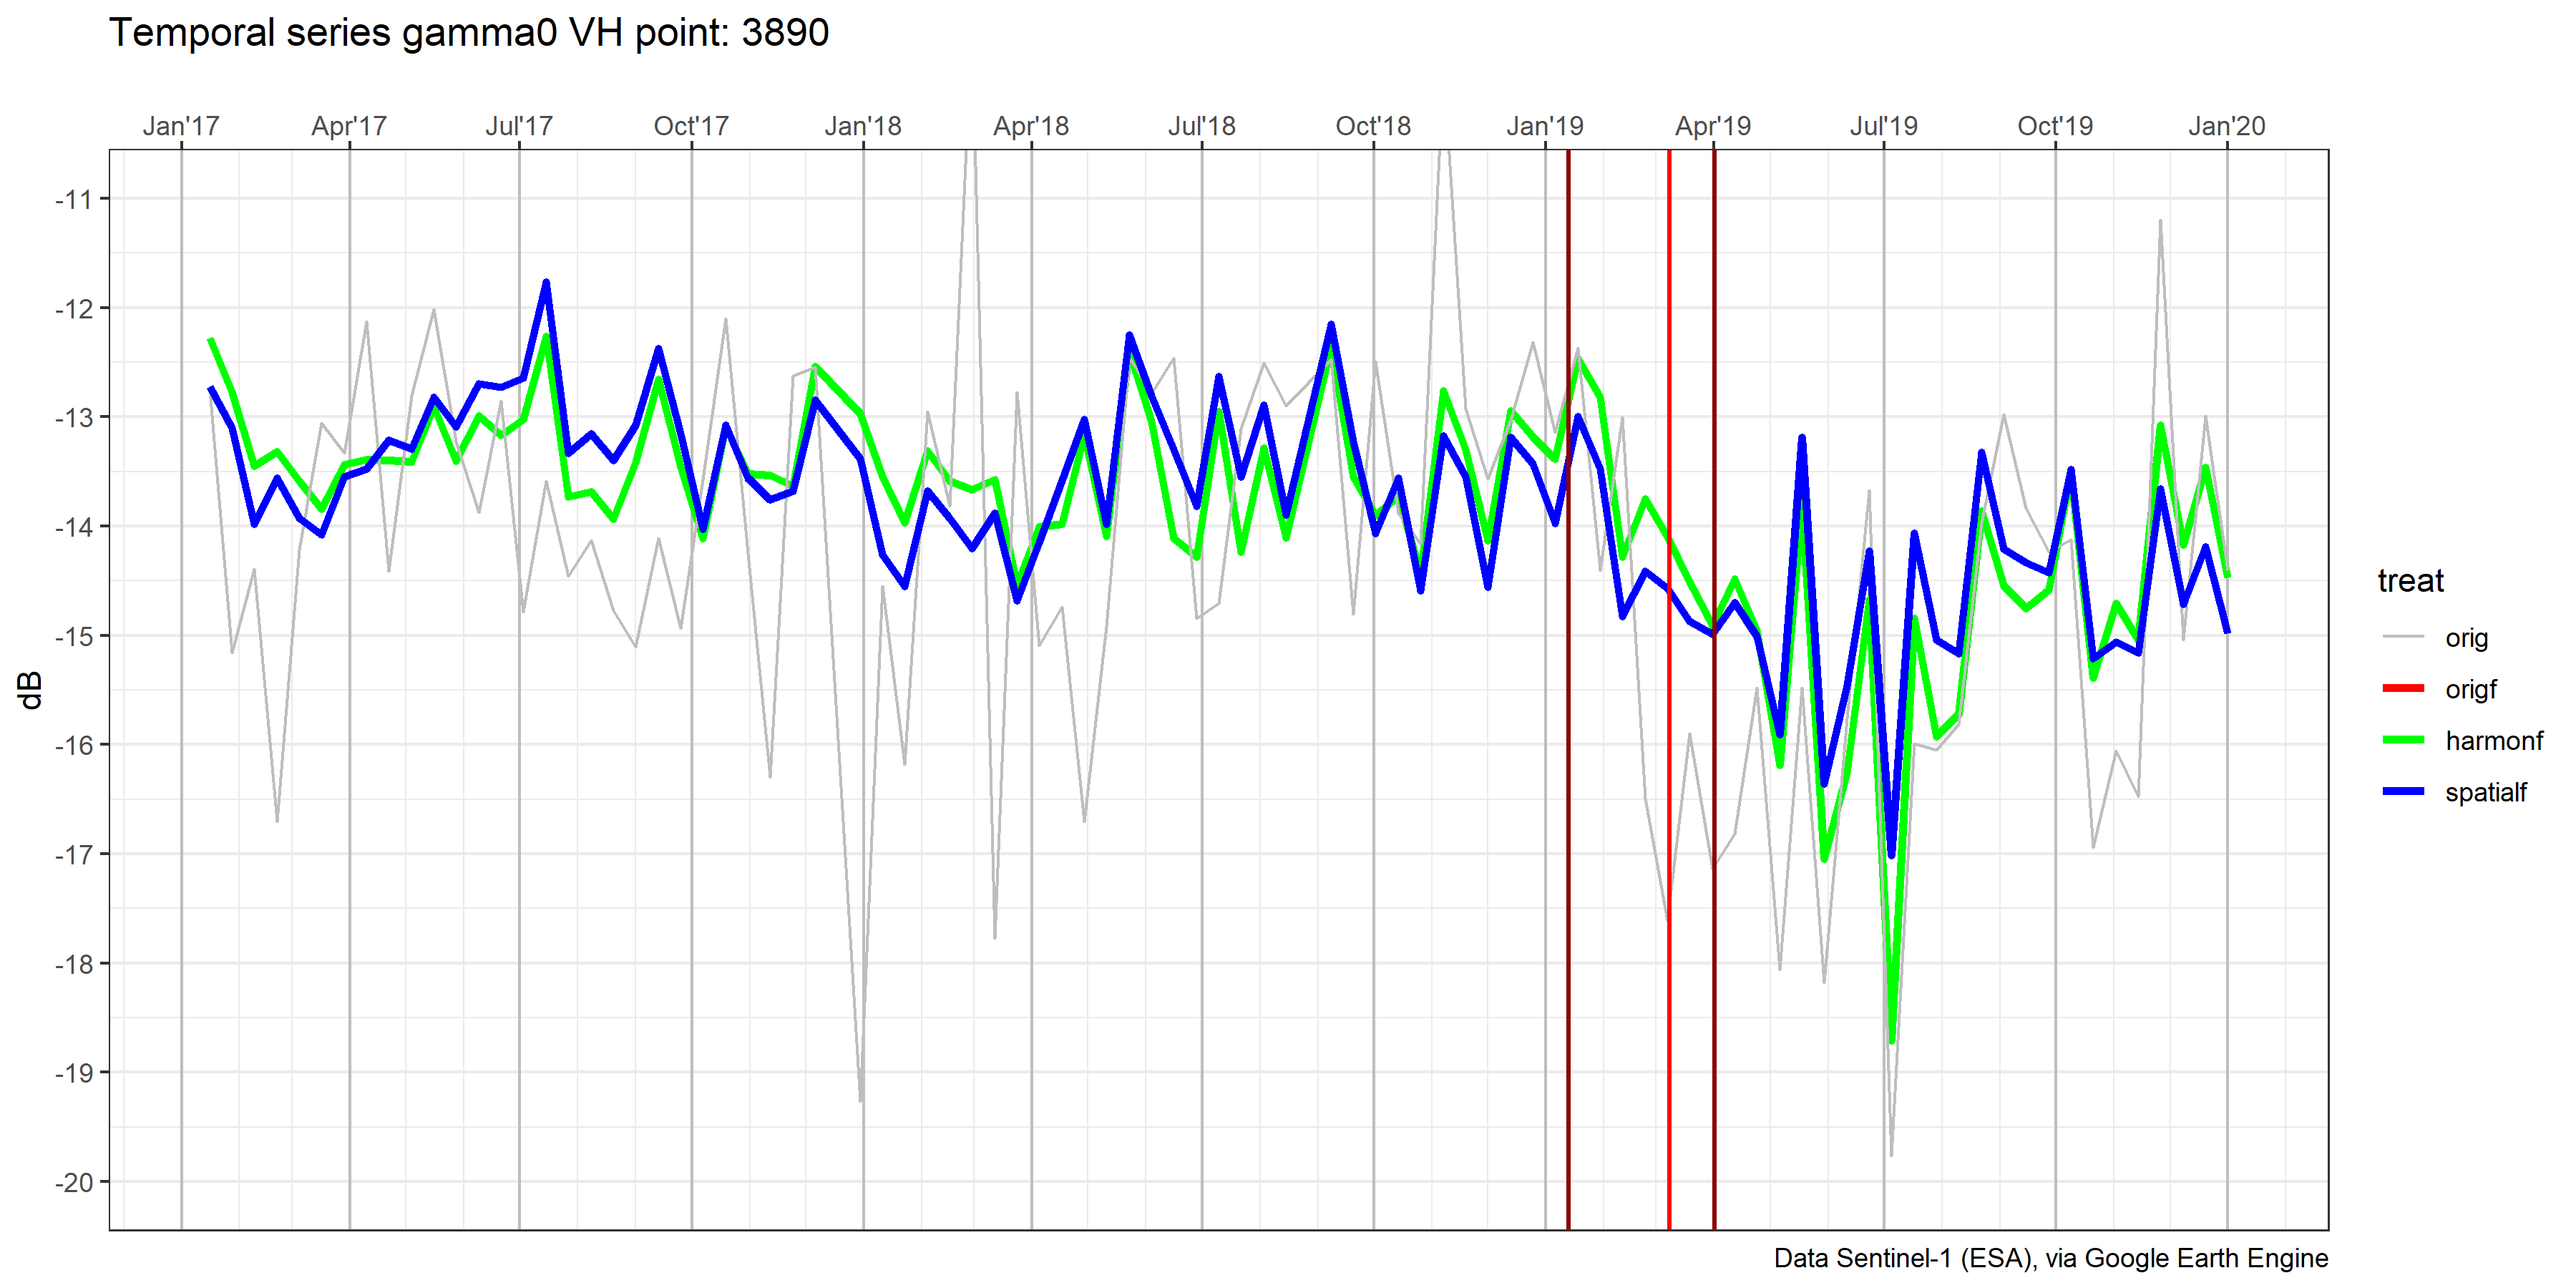 Temporal series gamma0 VH point: 3890
Jan'17 Apr'17 Jul'17 Oct'17 Jan'18 Apr'18 Jul'18 Oct'18 Jan'19 Apr'19 Jul'19 Oct'19 Jan'20
-11
-12
-13
-14
-15
-16
-17
-18
-19
-20
dB
treat
orig
origf
harmonf
spatialf
Data Sentinel-1 (ESA), via Google Earth Engine